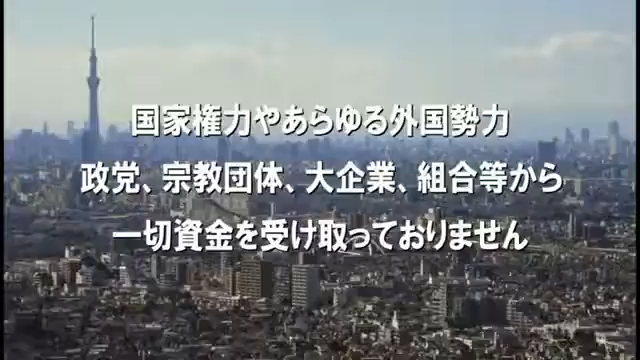 国家権力やあらゆる外国勢力
政党、宗教団体、大企業、組合等から
一切資金を受け取っておりません